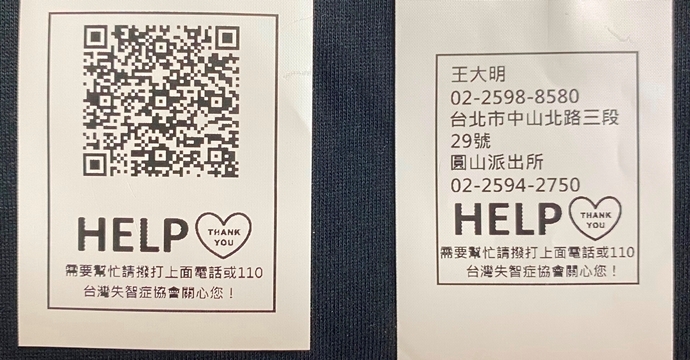 HELP
THANK
YOU
需要幫忙請撥打上面電話或110
台灣失智症協會關心您！
王大明
02-2598-8580
台北市中山北路三段
29號
圓山派出所
02-2594-2750
HELP
THANK
YOU
需要幫忙請撥打上面電話或110
台灣失智症協會關心您！